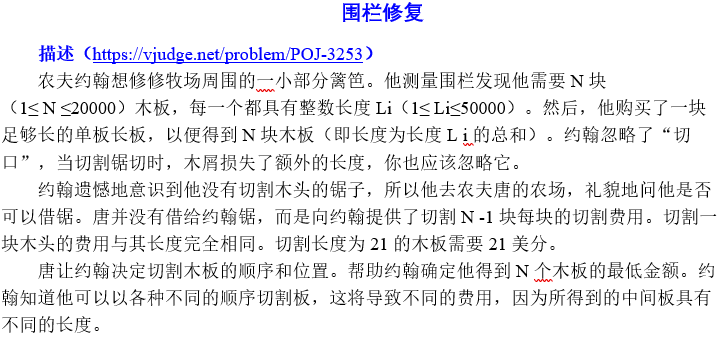 围栏修复
描述（https://vjudge.net/problem/POJ-3253）
农夫约翰想修修牧场周围的一小部分篱笆。他测量围栏发现他需要 N 块
（1≤ N ≤20000）木板，每一个都具有整数长度 Li（1≤ Li≤50000）。然后，他购买了一块
足够长的单板长板，以便得到 N 块木板（即长度为长度 L i 的总和）。约翰忽略了“切
口”，当切割锯切时，木屑损失了额外的长度，你也应该忽略它。
约翰遗憾地意识到他没有切割木头的锯子，所以他去农夫唐的农场，礼貌地问他是否
可以借锯。唐并没有借给约翰锯，而是向约翰提供了切割 N -1 块每块的切割费用。切割一
块木头的费用与其长度完全相同。切割长度为 21 的木板需要 21 美分。
唐让约翰决定切割木板的顺序和位置。帮助约翰确定他得到 N 个木板的最低金额。约
翰知道他可以以各种不同的顺序切割板，这将导致不同的费用，因为所得到的中间板具有
不同的长度。